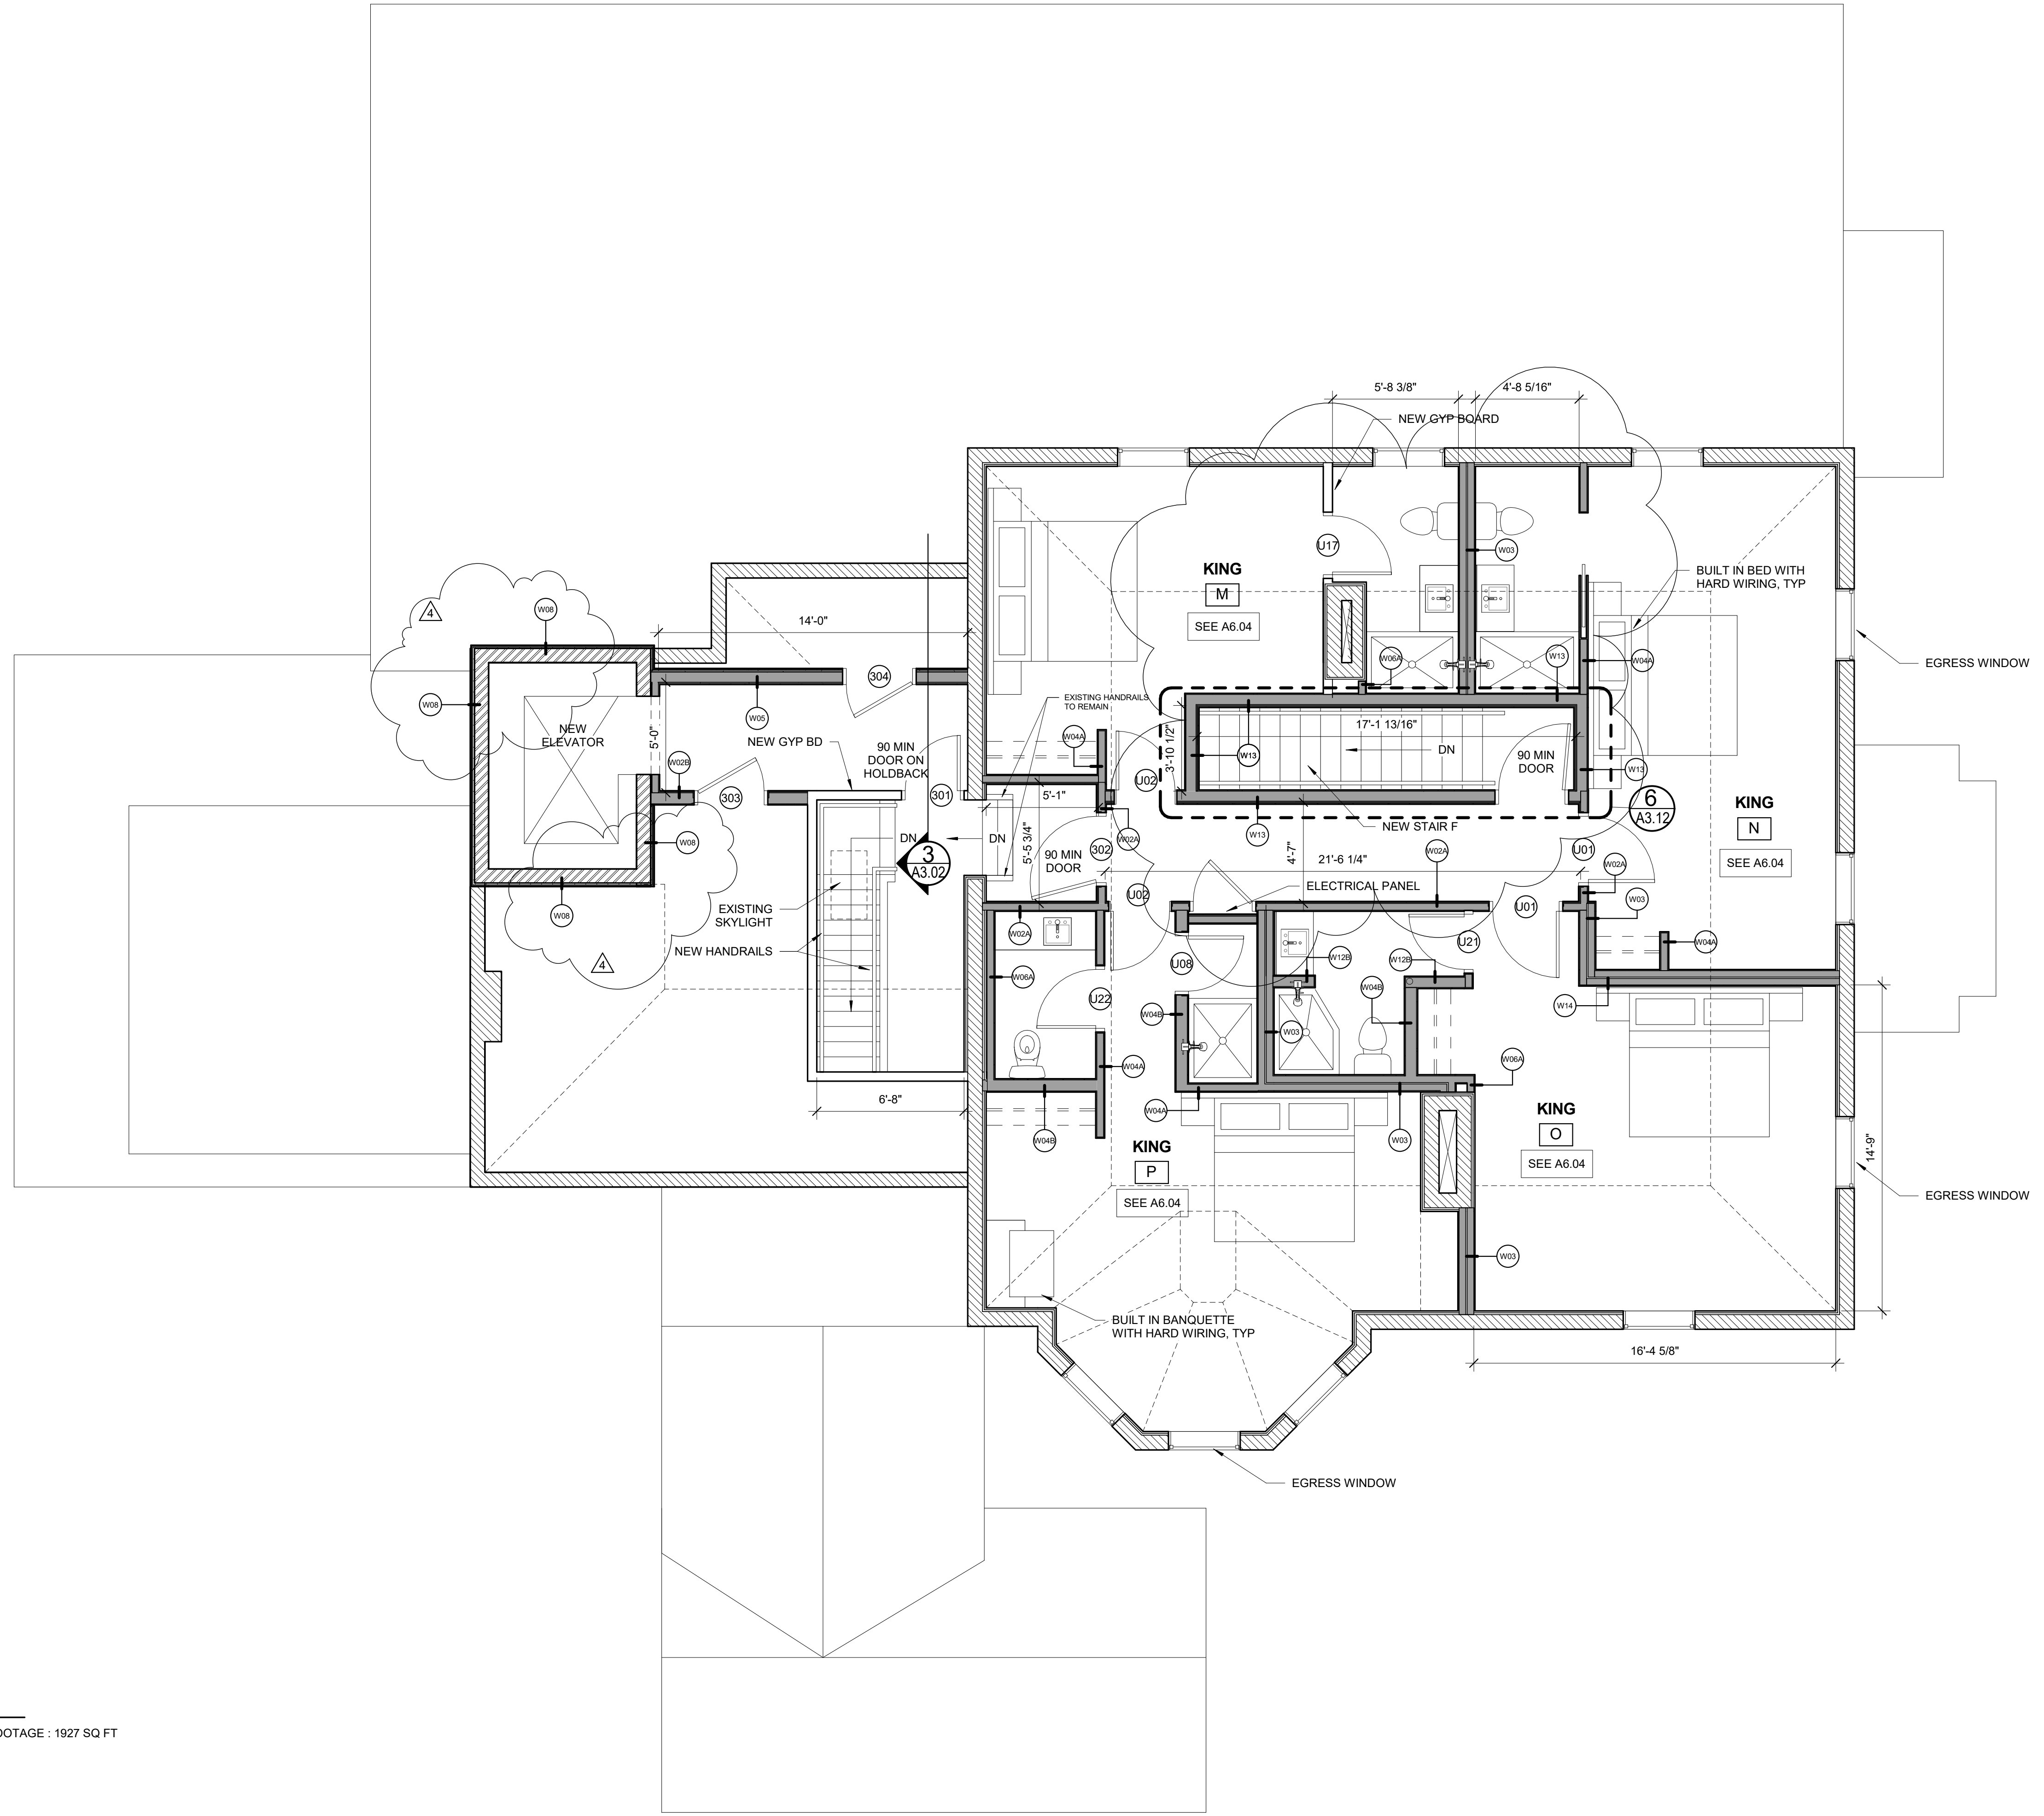 5'-8 3/8"
4'-8 5/16"
NEW GYP BOARD
U17
W03
KING
M
SEE A6.04
BUILT IN BED WITH
HARD WIRING, TYP
4
W08
14'-0"
EGRESS WINDOW
W06A
W13
W04A
304
W08
EXISTING HANDRAILS
TO REMAIN
W05
NEW
ELEVATOR
5'-0"
NEW GYP BD
90 MIN
DOOR ON
HOLDBACK
W04A
3'-10 1/2"
17'-1 13/16"
W13
DN
90 MIN
DOOR
W13
W02B
U02
303
301
5'-1"
6
A3.12
KING
N
SEE A6.04
NEW STAIR F
W13
W02A
W08
DN
DN
3
A3.02
5'-5 3/4"
90 MIN
DOOR
302
4'-7"
21'-6 1/4"
W02A
U01
W02A
ELECTRICAL PANEL
U02
U01
W03
EXISTING
SKYLIGHT
W08
W02A
U21
W04A
NEW HANDRAILS
4
W06A
U08
W12B
W12B
U22
W04B
W04B
W14
W03
W04A
W06A
6'-8"
W04A
KING
O
SEE A6.04
W04B
W03
KING
P
SEE A6.04
14'-9"
EGRESS WINDOW
W03
BUILT IN BANQUETTE
WITH HARD WIRING, TYP
16'-4 5/8"
EGRESS WINDOW
OOTAGE : 1927 SQ FT